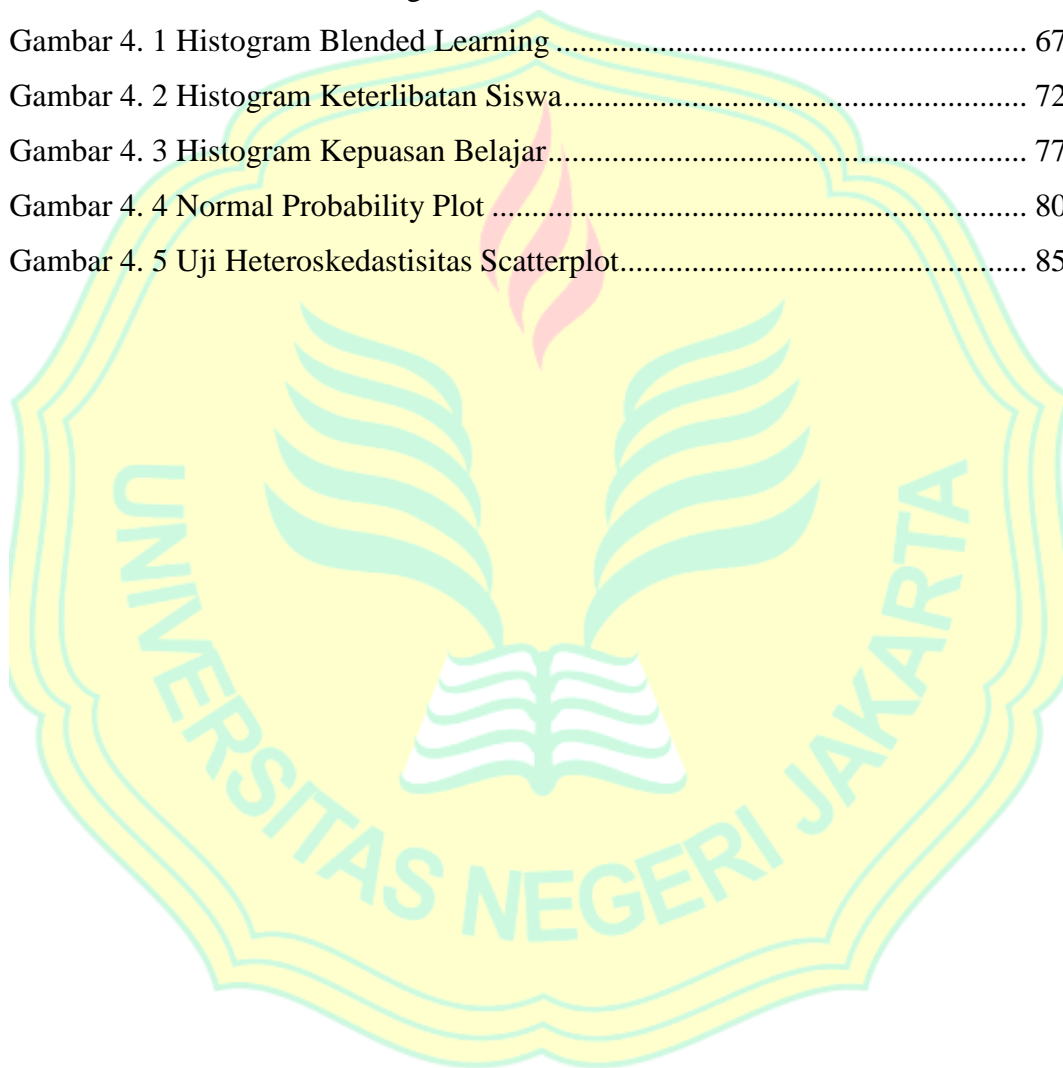 Gambar 4. 1 Histogram Blended Learning ............................................................ 67
Gambar 4. 2 Histogram Keterlibatan Siswa.......................................................... 72
Gambar 4. 3 Histogram Kepuasan Belajar............................................................ 77
Gambar 4. 4 Normal Probability Plot .................................................................... 80
Gambar 4. 5 Uji Heteroskedastisitas Scatterplot.................................................... 85
UNIVERSITAS NEGERI JAKARTA